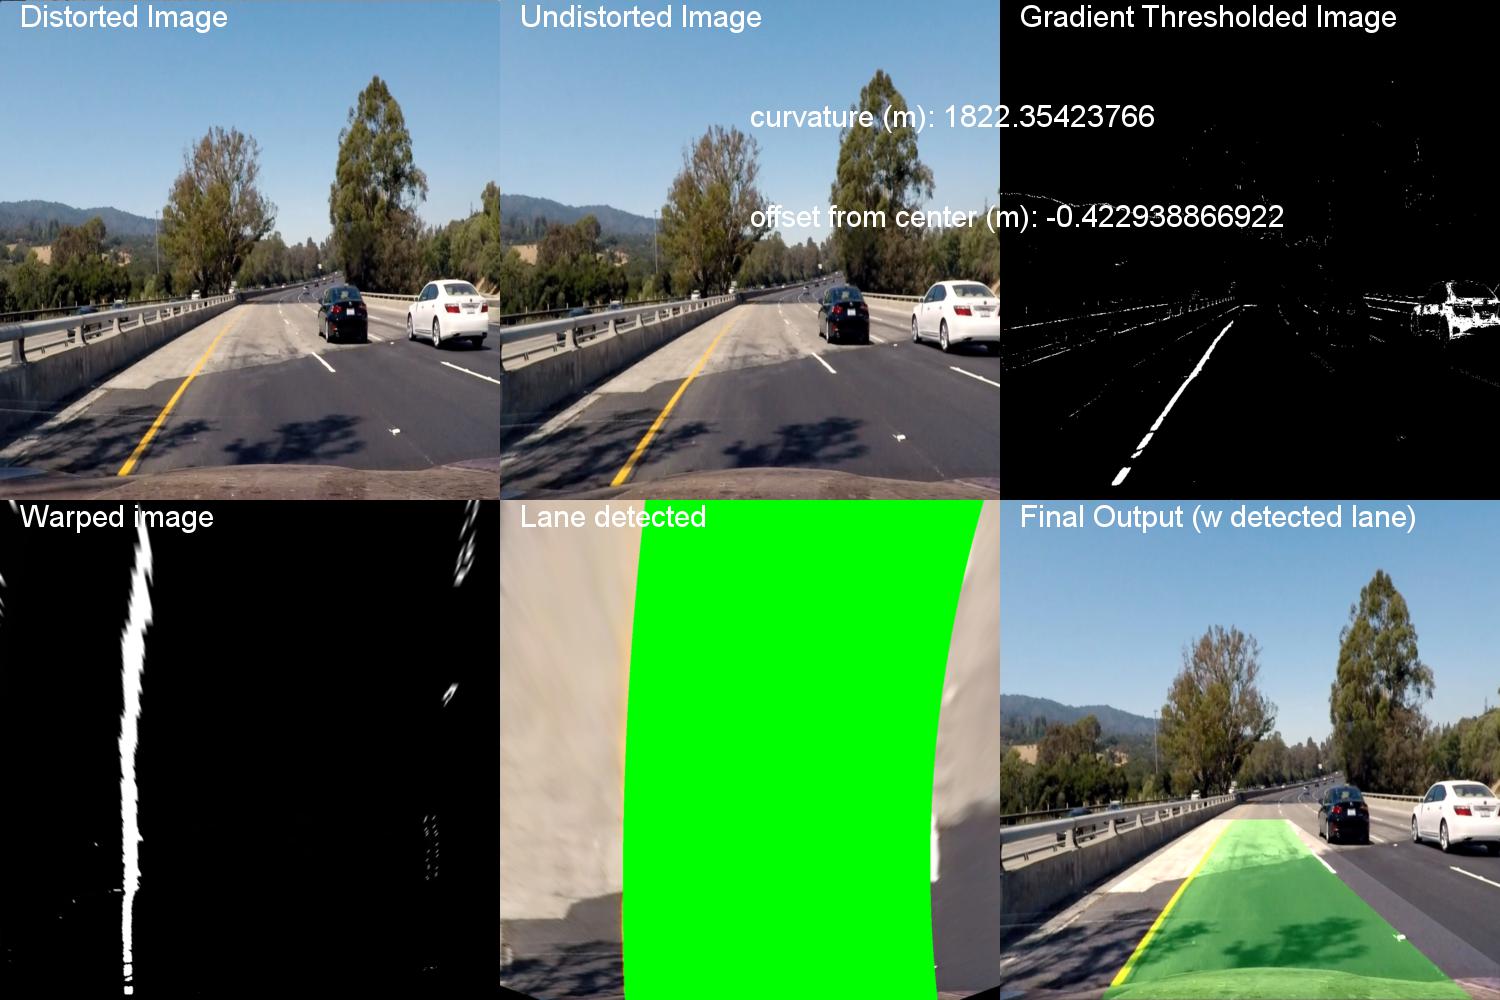 Distorted Image
Undistorted Image
Gradient Thresholded Image
curvature (m): 1822.35423766
offset from center (m): -0.422938866922
Warped image
Lane detected
Final Output (w detected lane)